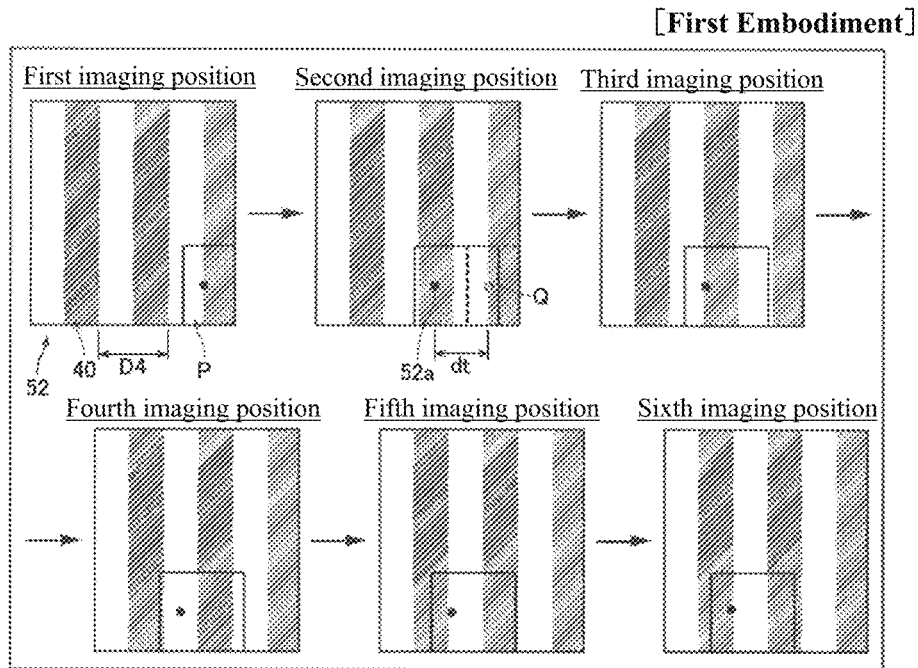 [First Embodiment]
First imaging position
Second imaging position
Third imaging position
Q
52
40
D4
P
52a
dt
Fourth imaging position
Fifth imaging position
Sixth imaging position